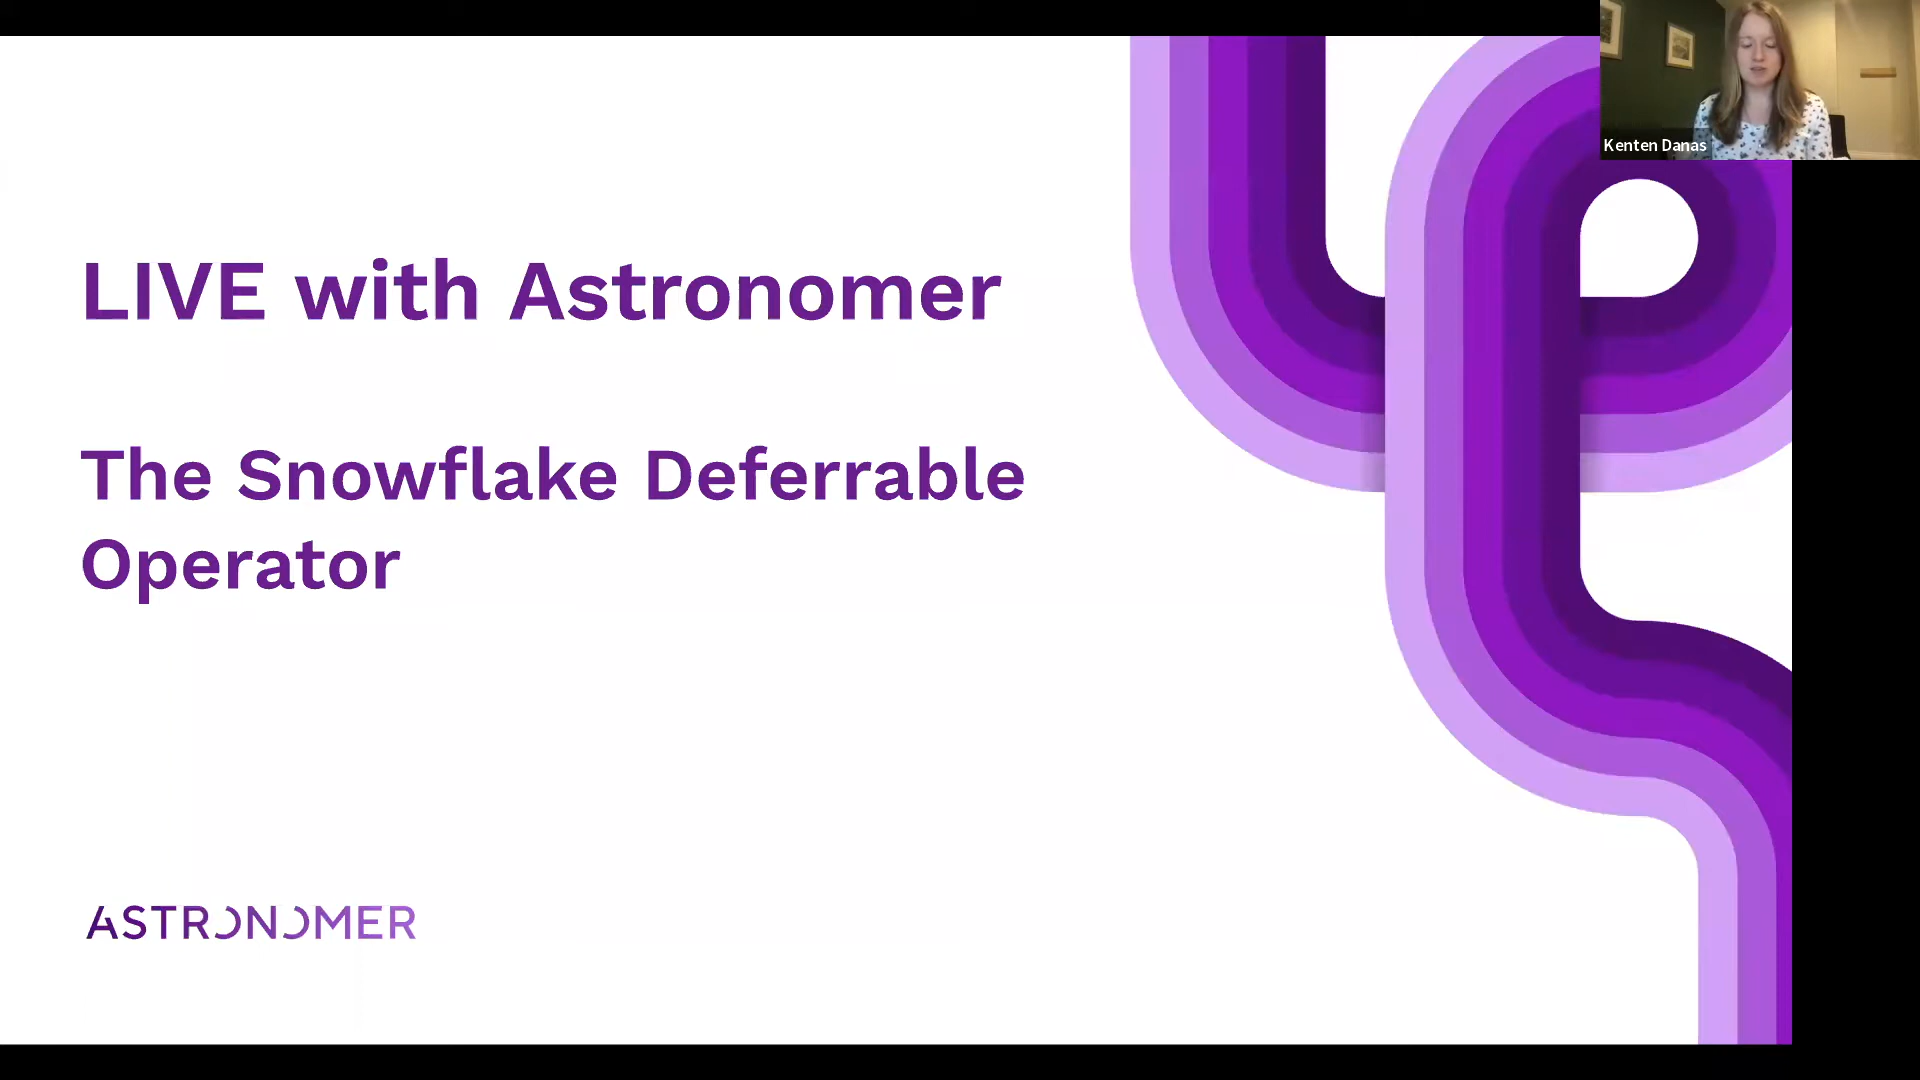 Kenten Danas
LIVE with Astronomer
The Snowflake Deferrable
Operator
ASTRONOMER